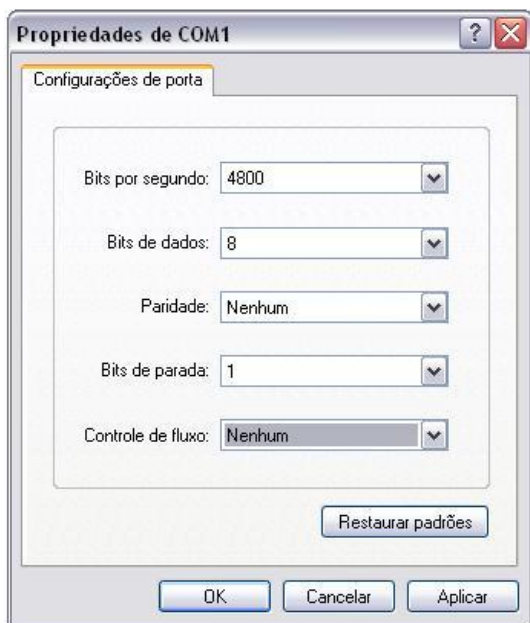 Propriedades de COM1
?
Configurações de porta
Bits por segundo: 4800
Bits de dados: 8
Paridade: Nenhum
Bits de parada: 1
Controle de fluxo: Nenhum
Restaurar padrões
OK Cancelar Aplicar